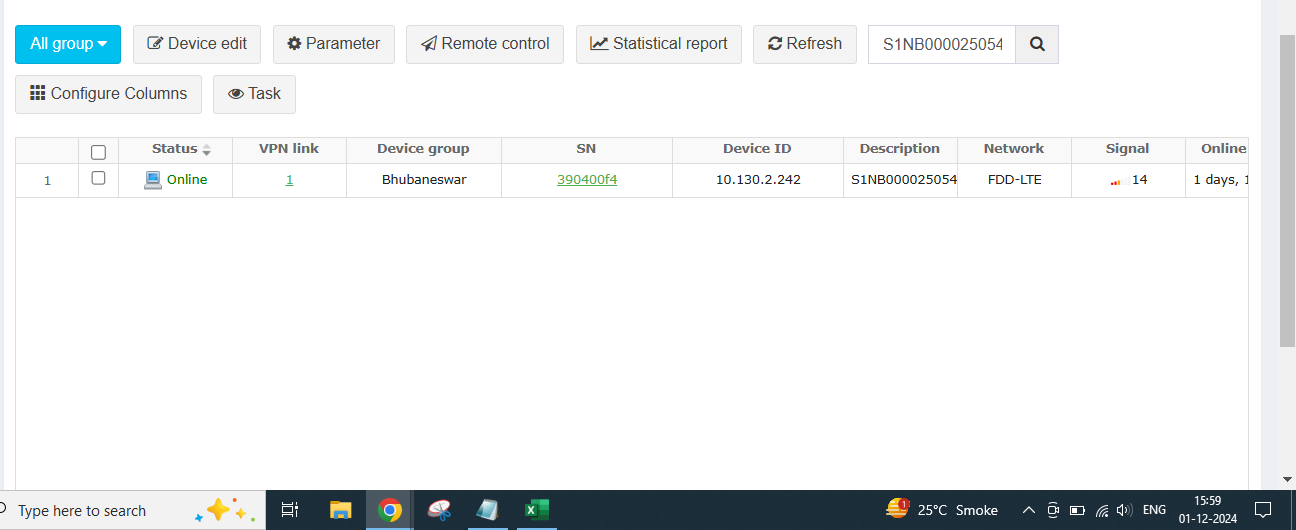 All group Device edit Parameter Remote control Statistical report Refresh S1NB000025054
Configure Columns Task
Status VPN link Device group SN Device ID Description Network Signal Online
1 Online 1 Bhubaneswar 390400f4 10.130.2.242 S1NB000025054 FDD-LTE 14 1 days, 1
Type here to search 1 25°C Smoke ENG 15:59
01-12-2024